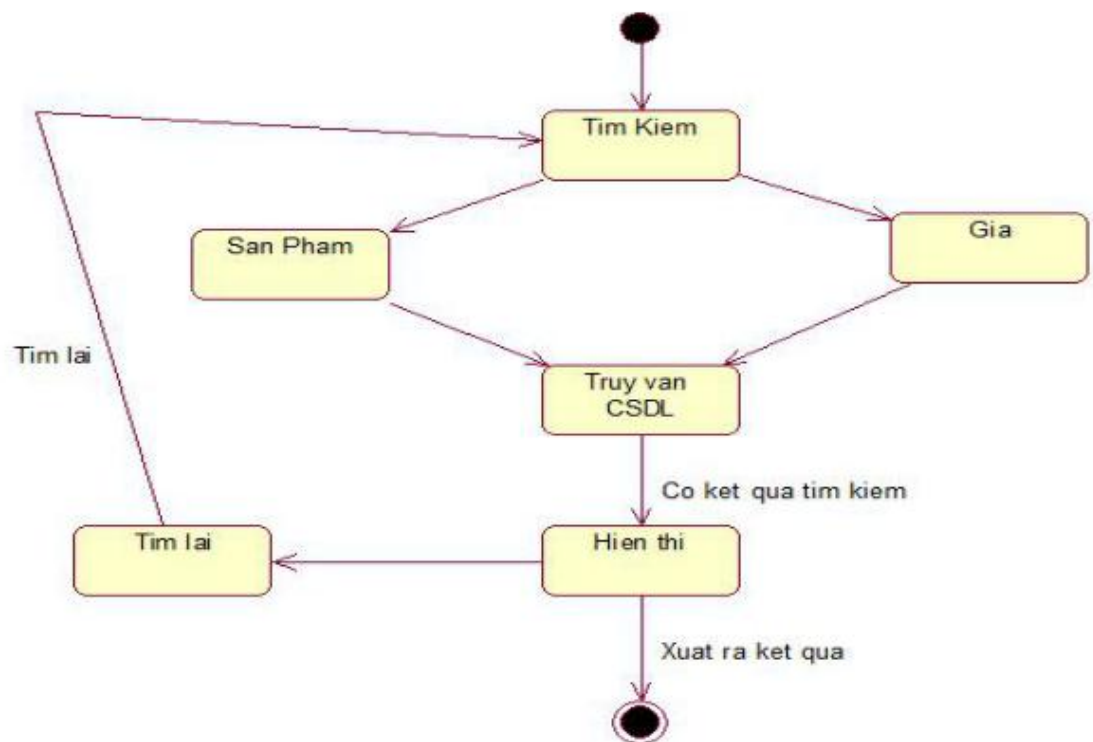 Tim Kiem
San Pham
Gia
Tim lai
Truy van
CSDL
Co ket qua tim kiem
Tim lai
Hien thi
Xuat ra ket qua